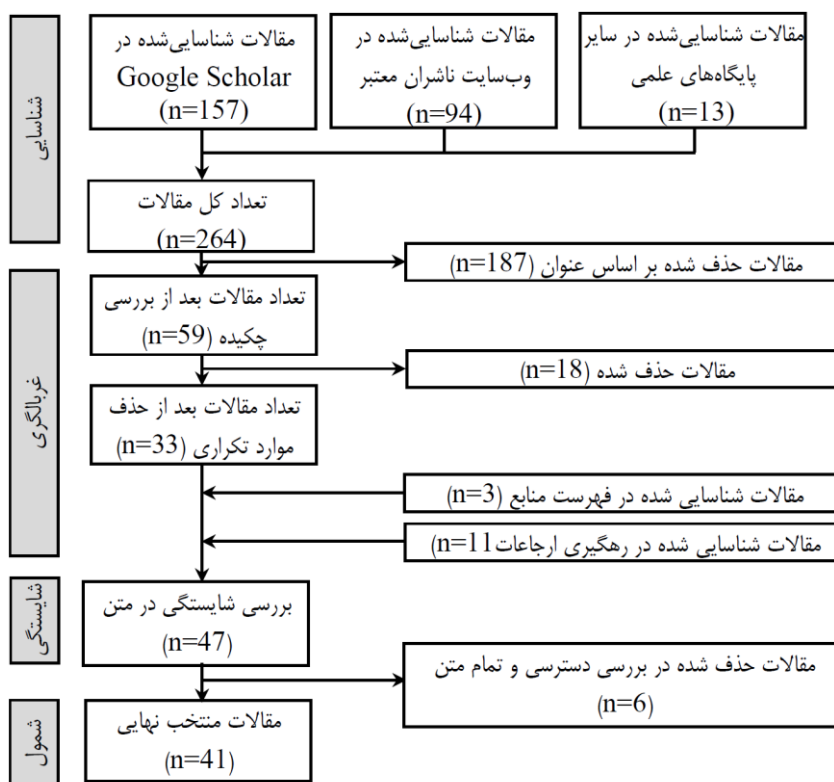 شناسایی
مقالات شناسایی‌شده در
Google Scholar
(n=157)
مقالات شناسایی‌شده در
وب‌سایت ناشران معتبر
(n=94)
مقالات شناسایی‌شده در سایر
پایگاه‌های علمی
(n=13)
تعداد کل مقالات
(n=264)
مقالات حذف شده بر اساس عنوان (n=187)
غربالگری
تعداد مقالات بعد از بررسی
چکیده (n=59)
مقالات حذف شده (n=18)
تعداد مقالات بعد از حذف
موارد تکراری (n=33)
مقالات شناسایی شده در فهرست منابع (n=3)
مقالات شناسایی شده در رهگیری ارجاعات n=11)
شایستگی
بررسی شایستگی در متن
(n=47)
مقالات حذف شده در بررسی دسترسی و تمام متن
(n=6)
شمول
مقالات منتخب نهایی
(n=41)